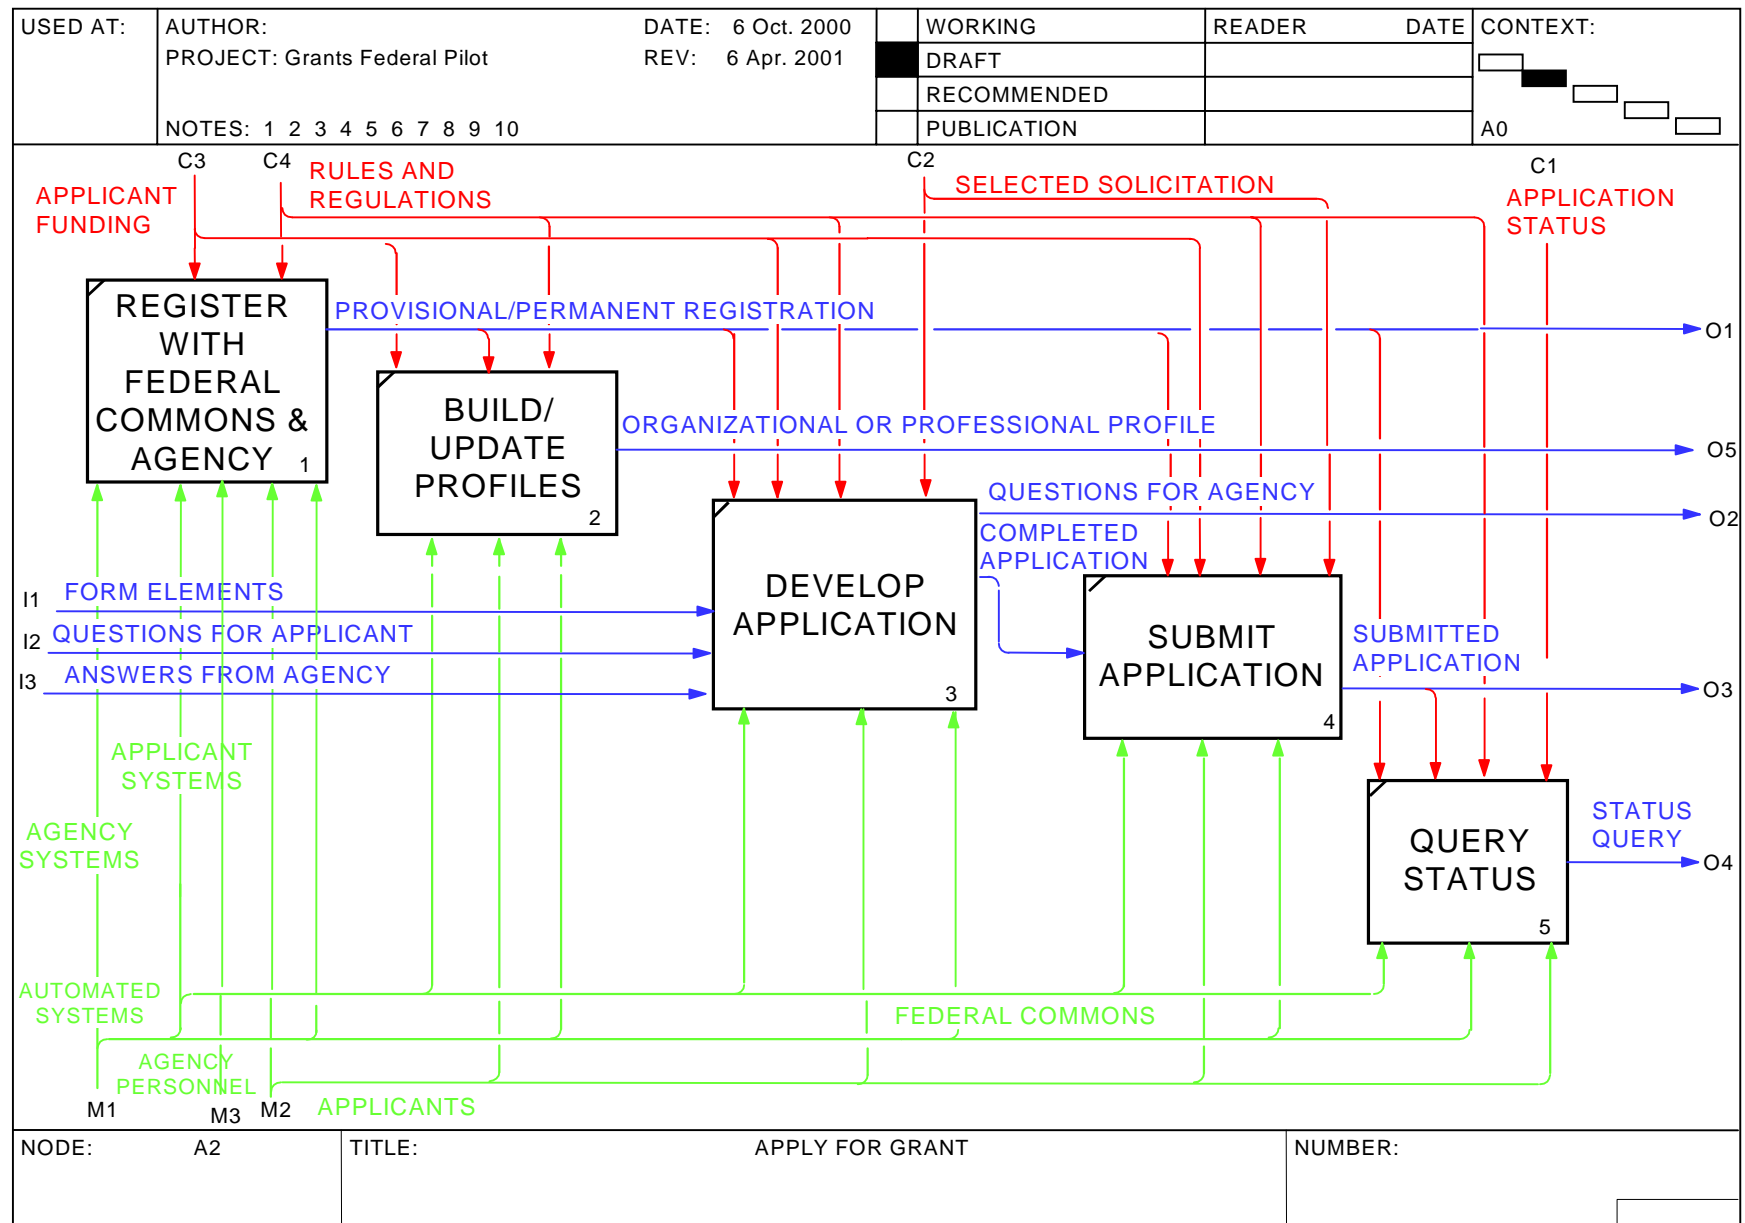 USED AT:
AUTHOR:
DATE: 6 Oct. 2000
PROJECT: Grants Federal Pilot
REV: 6 Apr. 2001
NOTES: 1 2 3 4 5 6 7 8 9 10
WORKING
DRAFT
RECOMMENDED
PUBLICATION
READER DATE
CONTEXT:
A0
C3
C4
C2
C1
APPLICANT
FUNDING
RULES AND
REGULATIONS
SELECTED SOLICITATION
APPLICATION
STATUS
REGISTER
WITH
FEDERAL
COMMONS &
AGENCY
1
PROVISIONAL/PERMANENT REGISTRATION
O1
BUILD/
UPDATE
PROFILES
2
ORGANIZATIONAL OR PROFESSIONAL PROFILE
O5
QUESTIONS FOR AGENCY
O2
COMPLETED
APPLICATION
I1
FORM ELEMENTS
I2
QUESTIONS FOR APPLICANT
I3
ANSWERS FROM AGENCY
DEVELOP
APPLICATION
3
SUBMIT
APPLICATION
4
SUBMITTED
APPLICATION
O3
APPLICANT
SYSTEMS
AGENCY
SYSTEMS
QUERY
STATUS
5
STATUS
QUERY
O4
AUTOMATED
SYSTEMS
FEDERAL COMMONS
AGENCY
PERSONNEL
APPLICANTS
M1
M3
M2
NODE:
A2
TITLE:
APPLY FOR GRANT
NUMBER: